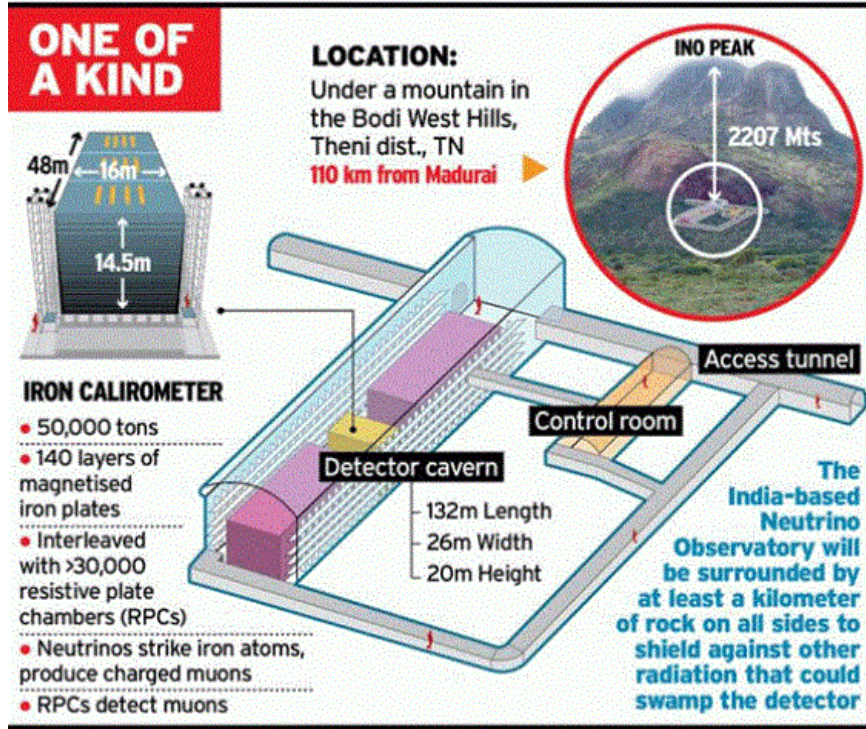 ONE OF
A KIND
LOCATION:
Under a mountain in
the Bodi West Hills,
Theni dist., TN
110 km from Madurai
INO PEAK
2207 Mts
48m
16m
14.5m
IRON CALIROMETER
• 50,000 tons
• 140 layers of
magnetised
iron plates
• Interleaved
with >30,000
resistive plate
chambers (RPCs)
• Neutrinos strike iron atoms,
produce charged muons
• RPCs detect muons
Access tunnel
Control room
Detector cavern
132m Length
26m Width
20m Height
The
India-based
Neutrino
Observatory will
be surrounded by
at least a kilometer
of rock on all sides to
shield against other
radiation that could
swamp the detector